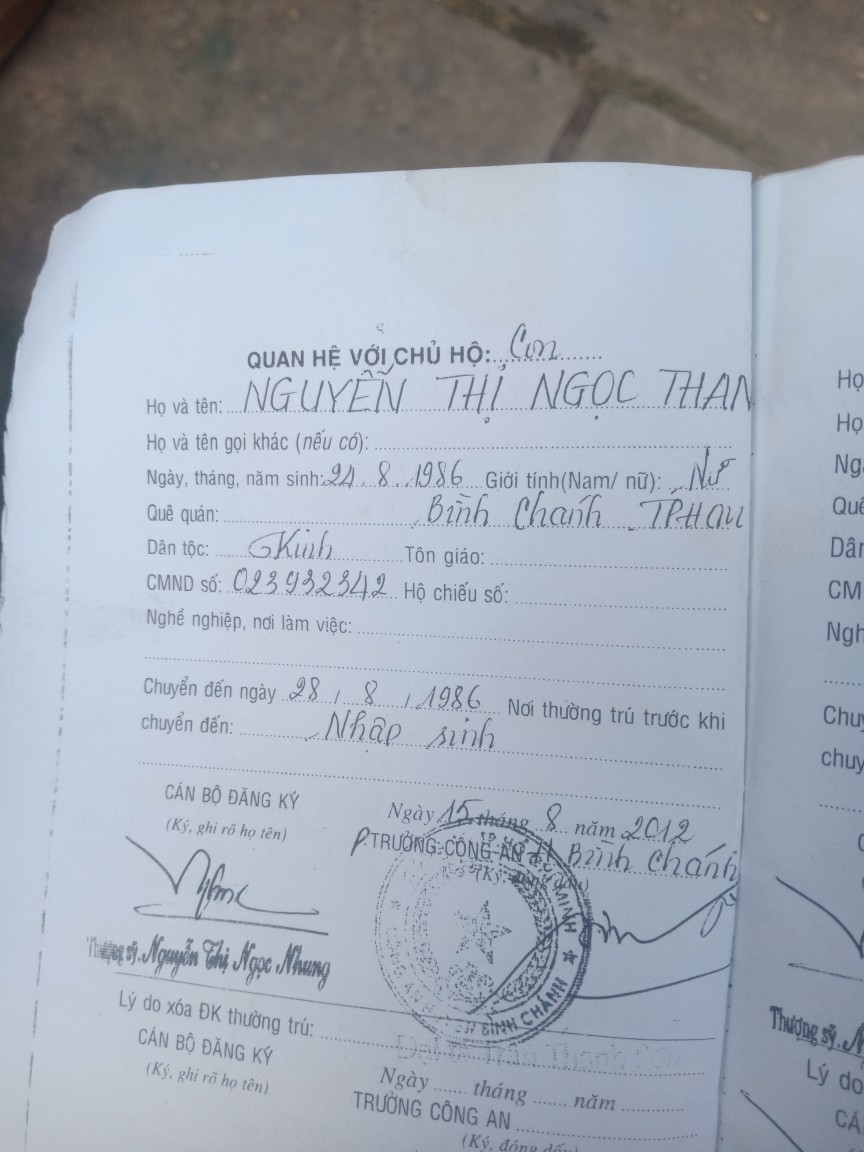 QUAN HỆ VỚI CHỦ HỘ: Con
Họ và tên: NGUYỄN THỊ NGỌC THAN
Họ và tên gọi khác (nếu có):
Ngày, tháng, năm sinh: 24.8.1986 Giới tính(Nam/ nữ): Nữ
Quê quán: Bình Chánh TPHCM
Dân tộc: Kinh Tôn giáo:
CMND số: 023932342 Hộ chiếu số:
Nghề nghiệp, nơi làm việc:
Chuyển đến ngày 28, 8, 1986 Nơi thường trú trước khi
chuyển đến: Nhập sinh
CÁN BỘ ĐĂNG KÝ
(Ký, ghi rõ họ tên)
Ngày 15 tháng 8 năm 2012
P.TRƯỞNG CÔNG AN H Bình Chánh
Thượng sỹ. Nguyễn Thị Ngọc Nhung
BÌNH CHÁNH
Lý do xóa ĐK thường trú:
CÁN BỘ ĐĂNG KÝ
(Ký, ghi rõ họ tên)
Ngày ...... tháng ...... năm
TRƯỞNG CÔNG AN
(Ký, đóng dấu
Họ
Họ
Quê
Dân
CM
Ngh
Chuy
chuy
Thượng sỹ.
Lý do
CÁ